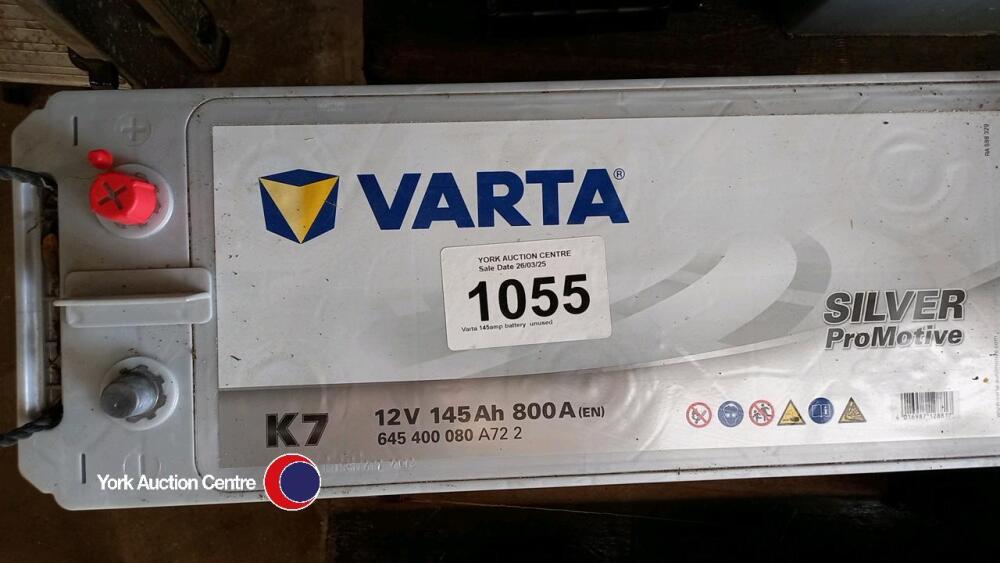 VARTA®
YORK AUCTION CENTRE
Sale Date 26/03/25
1055
Varta 145amp battery unused
SILVER
ProMotive
K7
12V 145Ah 800A (EN)
645 400 080 A72 2
York Auction Centre